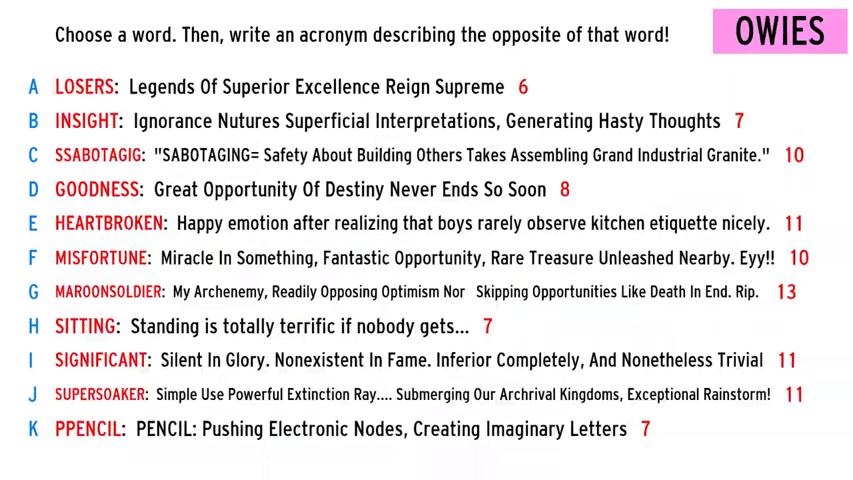 Choose a word. Then, write an acronym describing the opposite of that word!
OWIES
A LOSERS: Legends Of Superior Excellence Reign Supreme 6
B INSIGHT: Ignorance Nutures Superficial Interpretations, Generating Hasty Thoughts 7
C SSABOTAGIG: "SABOTAGING= Safety About Building Others Takes Assembling Grand Industrial Granite." 10
D GOODNESS: Great Opportunity Of Destiny Never Ends So Soon 8
E HEARTBROKEN: Happy emotion after realizing that boys rarely observe kitchen etiquette nicely. 11
F MISFORTUNE: Miracle In Something, Fantastic Opportunity, Rare Treasure Unleashed Nearby. Eyy!! 10
G MAROONSOLDIER: My Archenemy, Readily Opposing Optimism Nor Skipping Opportunities Like Death In End. Rip. 13
H SITTING: Standing is totally terrific if nobody gets... 7
I SIGNIFICANT: Silent In Glory. Nonexistent In Fame. Inferior Completely, And Nonetheless Trivial 11
J SUPERSOAKER: Simple Use Powerful Extinction Ray.... Submerging Our Archrival Kingdoms, Exceptional Rainstorm! 11
K PPENCIL: PENCIL: Pushing Electronic Nodes, Creating Imaginary Letters 7